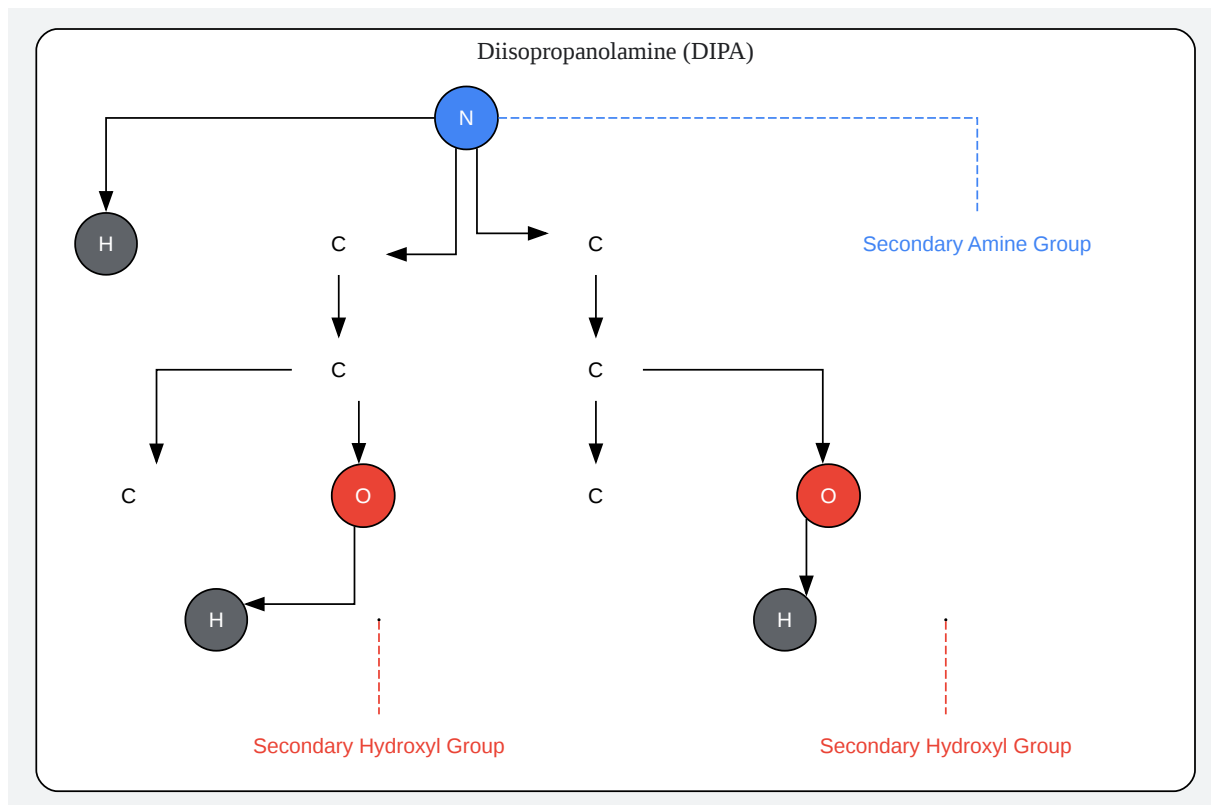 Diisopropanolamine (DIPA)
N
H
C
C
Secondary Amine Group
C
C
C
O
C
O
H
H
Secondary Hydroxyl Group
Secondary Hydroxyl Group